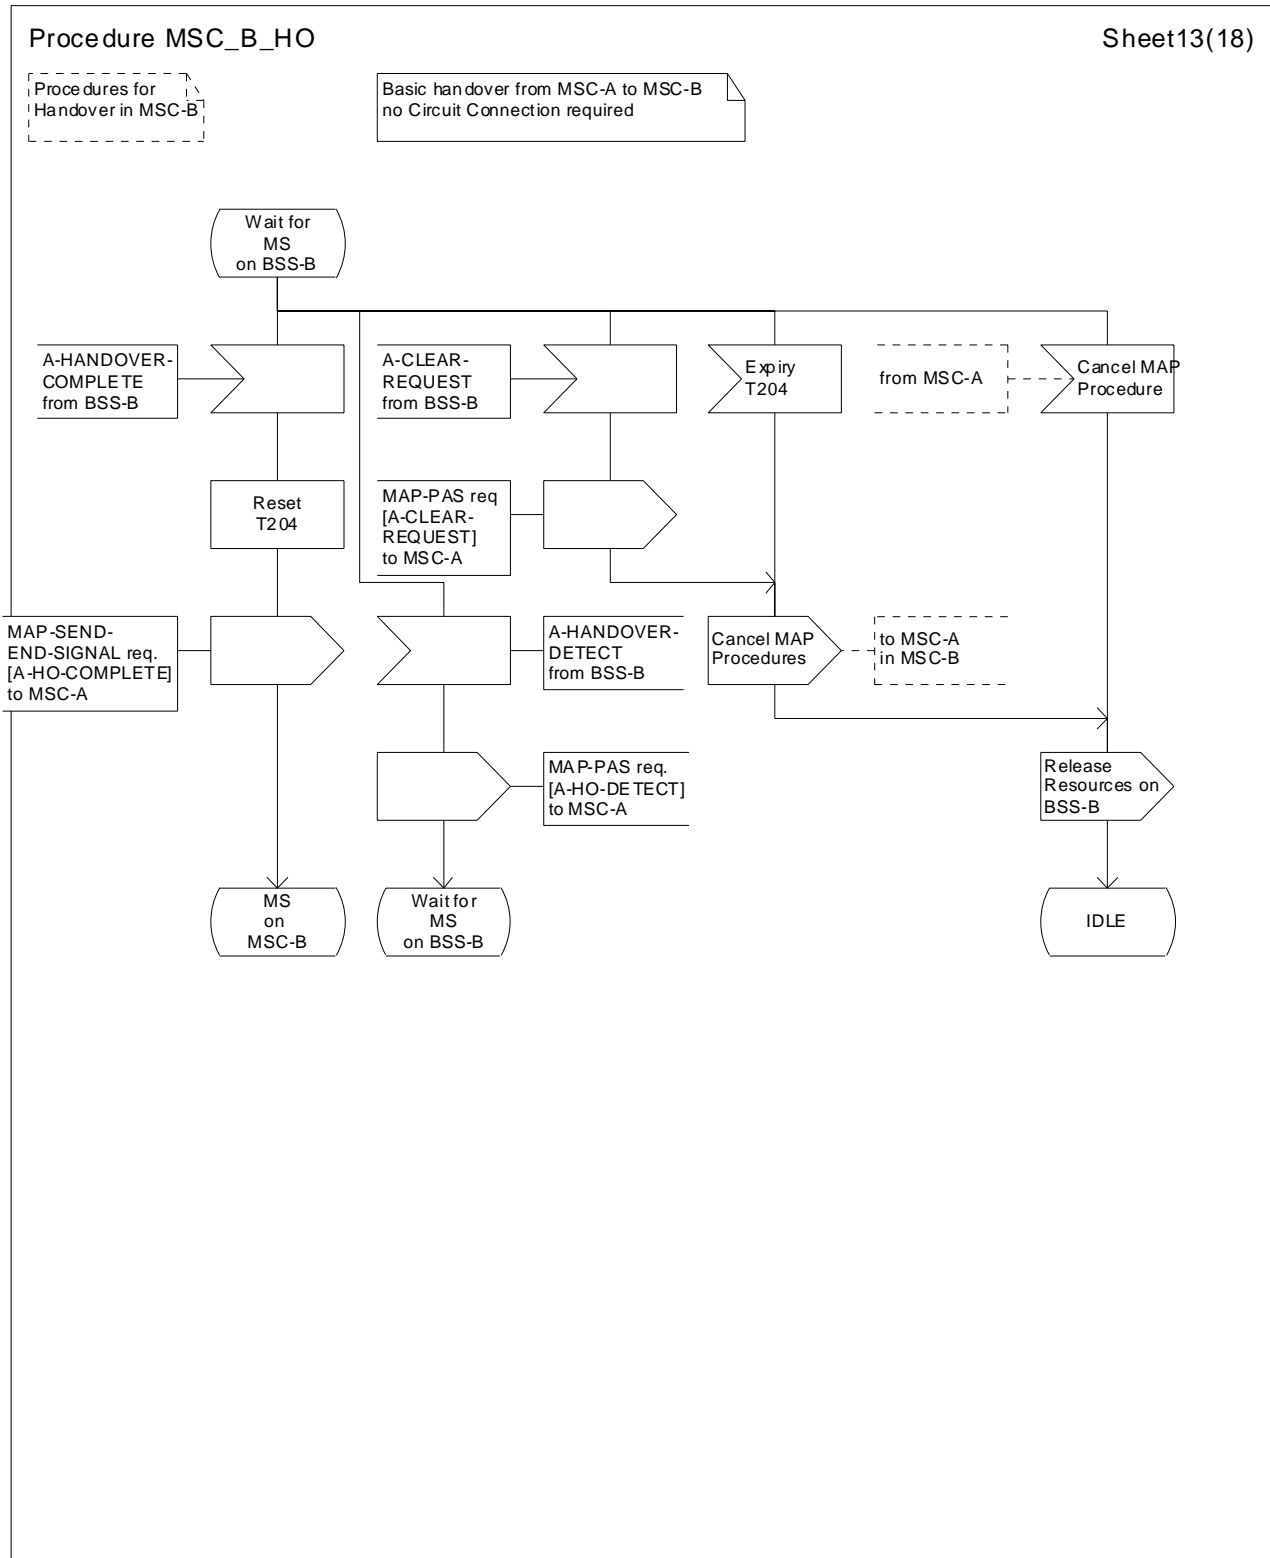 Procedure MSC_B_HO
Sheet13(18)
Procedures for
Handover in MSC-B
Basic handover from MSC-A to MSC-B
no Circuit Connection required
Wait for
MS
on BSS-B
A-HANDOVER-
COMPLETE
from BSS-B
A-CLEAR-
REQUEST
from BSS-B
Expiry
T204
from MSC-A
Cancel MAP
Procedure
Reset
T204
MAP-PAS req
[A-CLEAR-
REQUEST]
to MSC-A
MAP-SEND-
END-SIGNAL req.
[A-HO-COMPLETE]
to MSC-A
A-HANDOVER-
DETECT
from BSS-B
Cancel MAP
Procedures
to MSC-A
in MSC-B
MAP-PAS req.
[A-HO-DETECT]
to MSC-A
Release
Resources on
BSS-B
MS
on
MSC-B
Wait for
MS
on BSS-B
IDLE